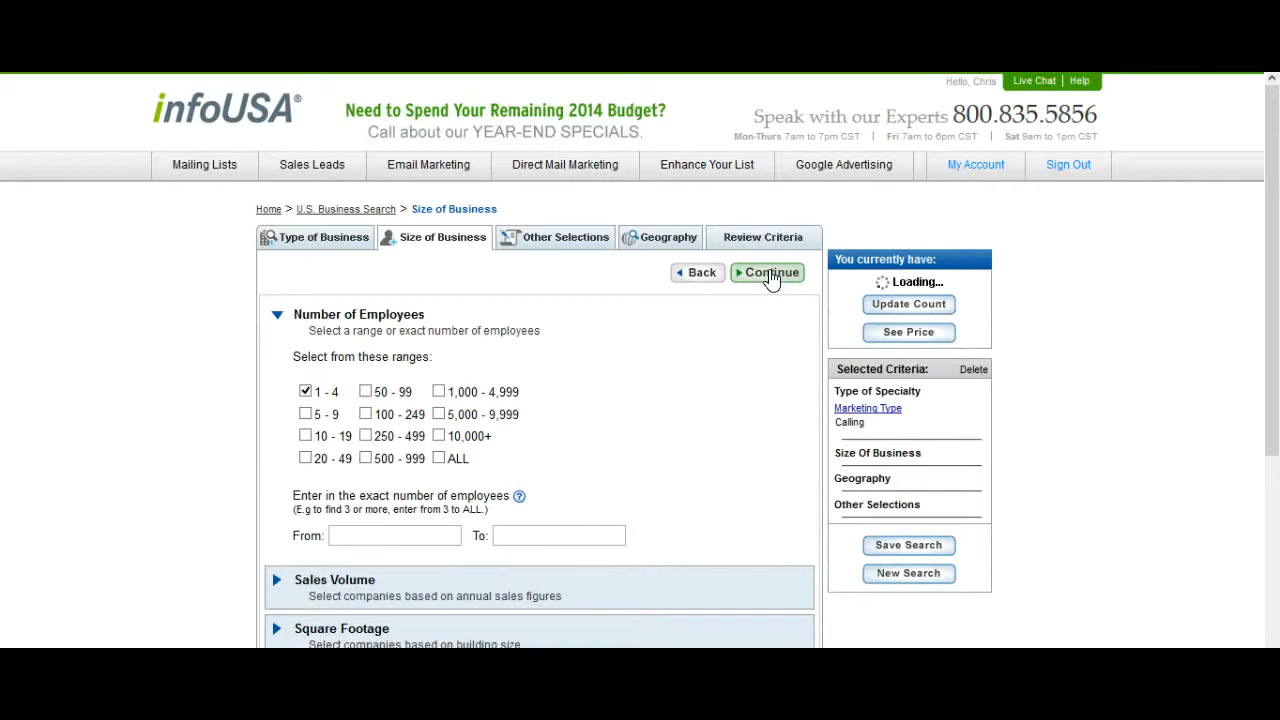 Hello, Chris Live Chat | Help
infoUSA®
Need to Spend Your Remaining 2014 Budget?
Call about our YEAR-END SPECIALS.
Speak with our Experts 800.835.5856
Mon-Thurs 7am to 7pm CST | Fri 7am to 6pm CST | Sat 9am to 1pm CST
Mailing Lists Sales Leads Email Marketing Direct Mail Marketing Enhance Your List Google Advertising My Account Sign Out
Home > U.S. Business Search > Size of Business
Type of Business Size of Business Other Selections Geography Review Criteria
Back Continue
Number of Employees
Select a range or exact number of employees
Select from these ranges:
1 - 4 50 - 99 1,000 - 4,999
5 - 9 100 - 249 5,000 - 9,999
10 - 19 250 - 499 10,000+
20 - 49 500 - 999 ALL
Enter in the exact number of employees ?
(E.g to find 3 or more, enter from 3 to ALL.)
From: To:
Sales Volume
Select companies based on annual sales figures
Square Footage
Select companies based on building size
You currently have:
Loading...
Update Count
See Price
Selected Criteria: Delete
Type of Specialty
Marketing Type
Calling
Size Of Business
Geography
Other Selections
Save Search
New Search